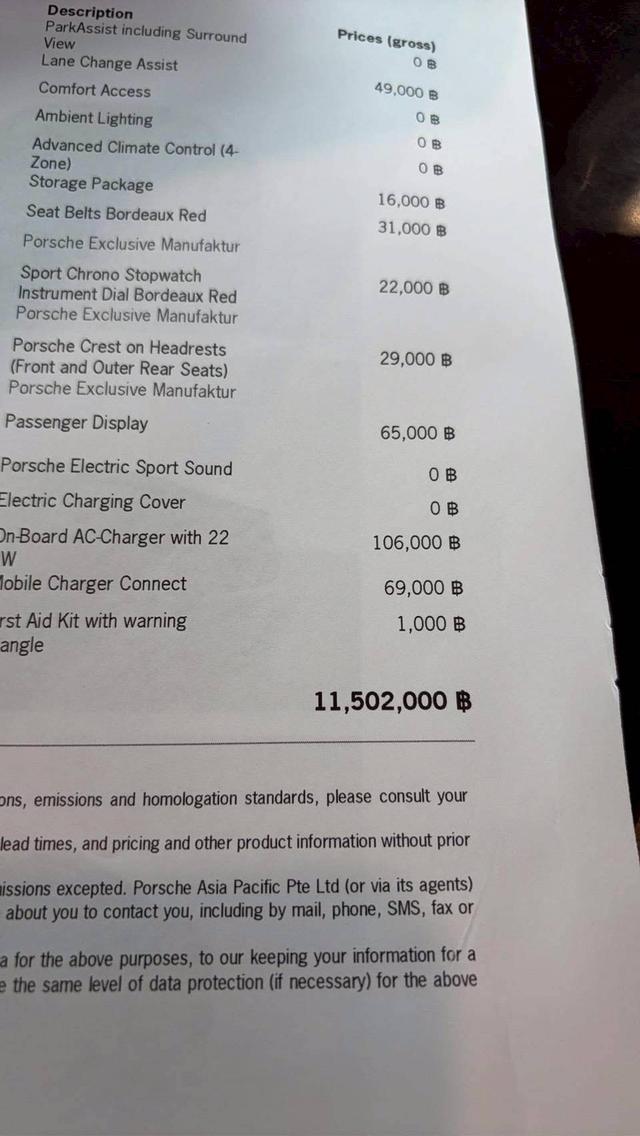 Description Prices (gross)
ParkAssist including Surround 0 ฿
View
Lane Change Assist 49,000 ฿
Comfort Access 0 ฿
Ambient Lighting 0 ฿
Advanced Climate Control (4- 0 ฿
Zone)
Storage Package 16,000 ฿
Seat Belts Bordeaux Red 31,000 ฿
Porsche Exclusive Manufaktur
Sport Chrono Stopwatch
Instrument Dial Bordeaux Red 22,000 ฿
Porsche Exclusive Manufaktur
Porsche Crest on Headrests
(Front and Outer Rear Seats) 29,000 ฿
Porsche Exclusive Manufaktur
Passenger Display 65,000 ฿
Porsche Electric Sport Sound 0 ฿
Electric Charging Cover 0 ฿
On-Board AC-Charger with 22 106,000 ฿
W
Mobile Charger Connect 69,000 ฿
rst Aid Kit with warning 1,000 ฿
angle
11,502,000 ฿
ons, emissions and homologation standards, please consult your
lead times, and pricing and other product information without prior
issions excepted. Porsche Asia Pacific Pte Ltd (or via its agents)
about you to contact you, including by mail, phone, SMS, fax or
a for the above purposes, to our keeping your information for a
e the same level of data protection (if necessary) for the above